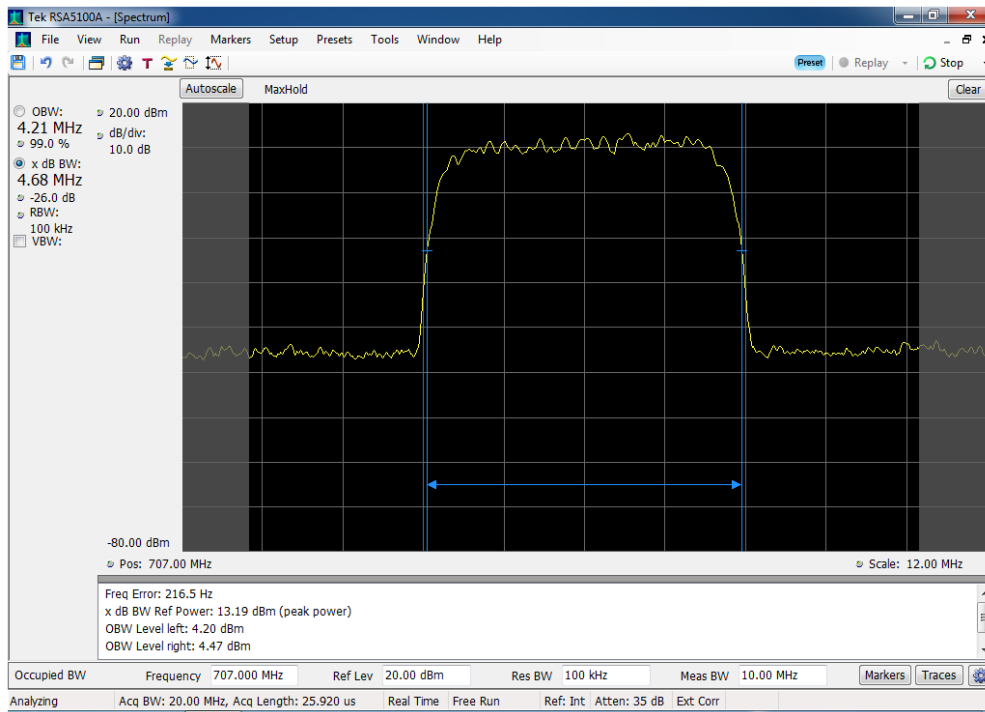 Tek RSA5100A - [Spectrum]
File View Run Replay Markers Setup Presets Tools Window Help
T Preset Replay Stop
Autoscale MaxHold Clear
OBW:
4.21 MHz
99.0 %
x dB BW:
4.68 MHz
-26.0 dB
RBW:
100 kHz
VBW:
20.00 dBm
dB/div:
10.0 dB
-80.00 dBm
Pos: 707.00 MHz Scale: 12.00 MHz
Freq Error: 216.5 Hz
x dB BW Ref Power: 13.19 dBm (peak power)
OBW Level left: 4.20 dBm
OBW Level right: 4.47 dBm
Occupied BW Frequency 707.000 MHz Ref Lev 20.00 dBm Res BW 100 kHz Meas BW 10.00 MHz Markers Traces
Analyzing Acq BW: 20.00 MHz, Acq Length: 25.920 us Real Time Free Run Ref: Int Atten: 35 dB Ext Corr